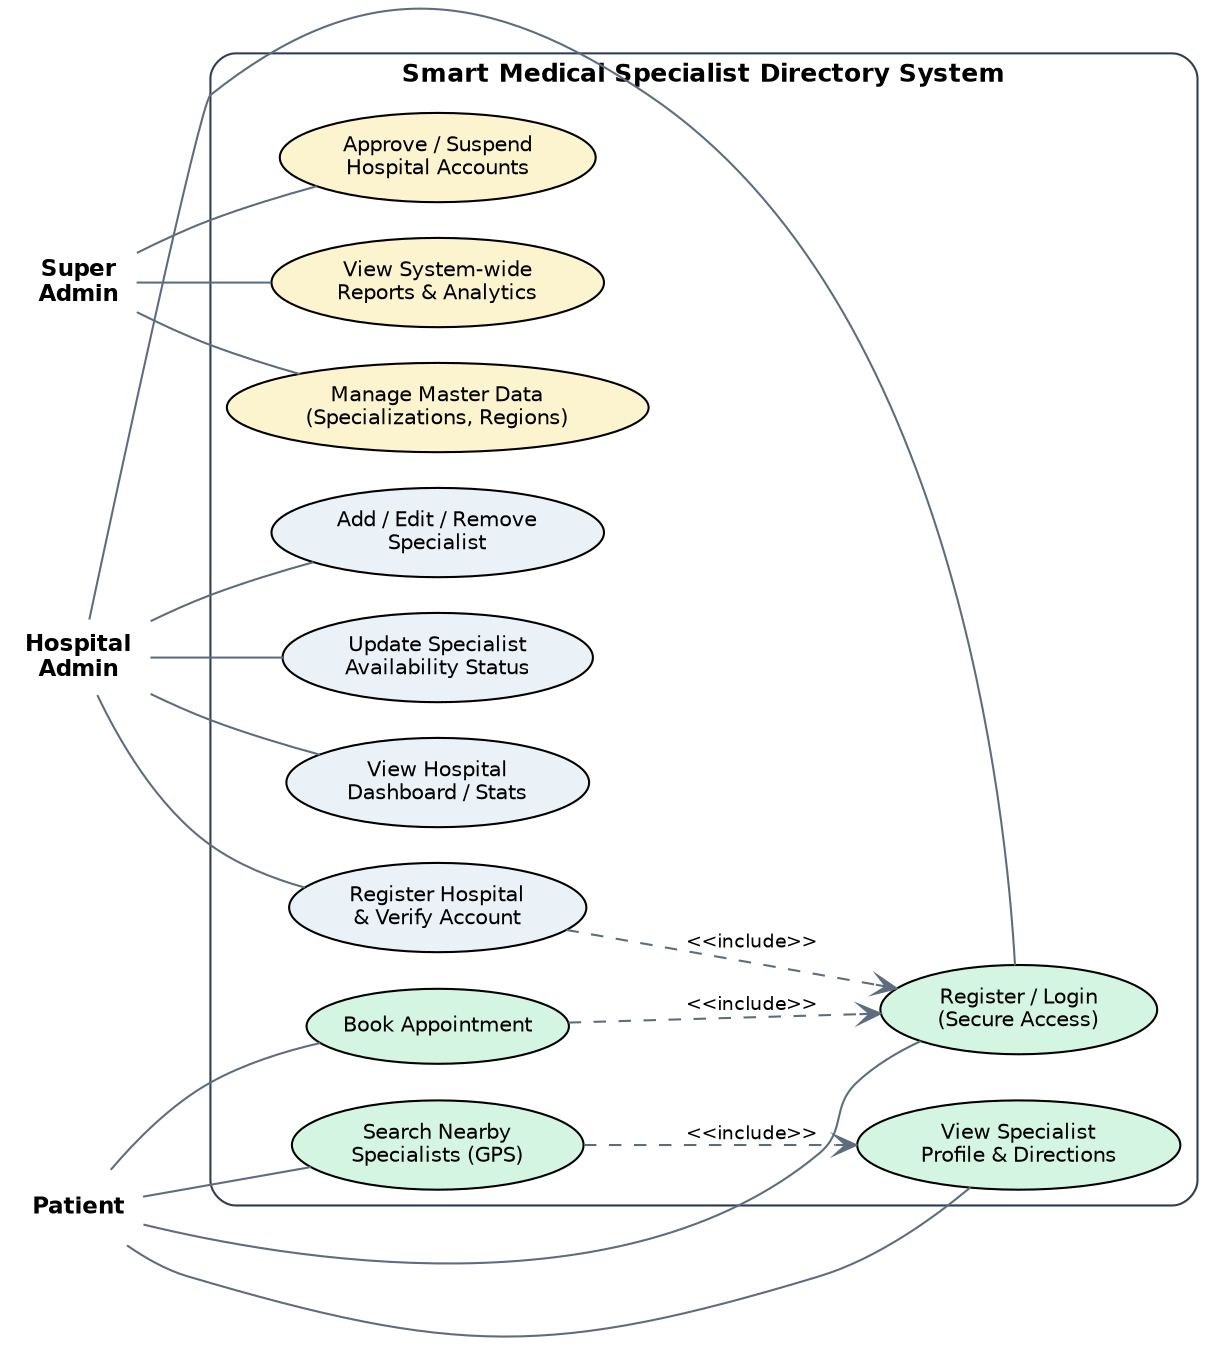 Smart Medical Specialist Directory System
Approve / Suspend
Hospital Accounts
Super
Admin
View System-wide
Reports & Analytics
Manage Master Data
(Specializations, Regions)
Add / Edit / Remove
Specialist
Hospital
Admin
Update Specialist
Availability Status
View Hospital
Dashboard / Stats
Register Hospital
& Verify Account
<<include>>
Register / Login
(Secure Access)
Book Appointment
<<include>>
Search Nearby
Specialists (GPS)
<<include>>
View Specialist
Profile & Directions
Patient